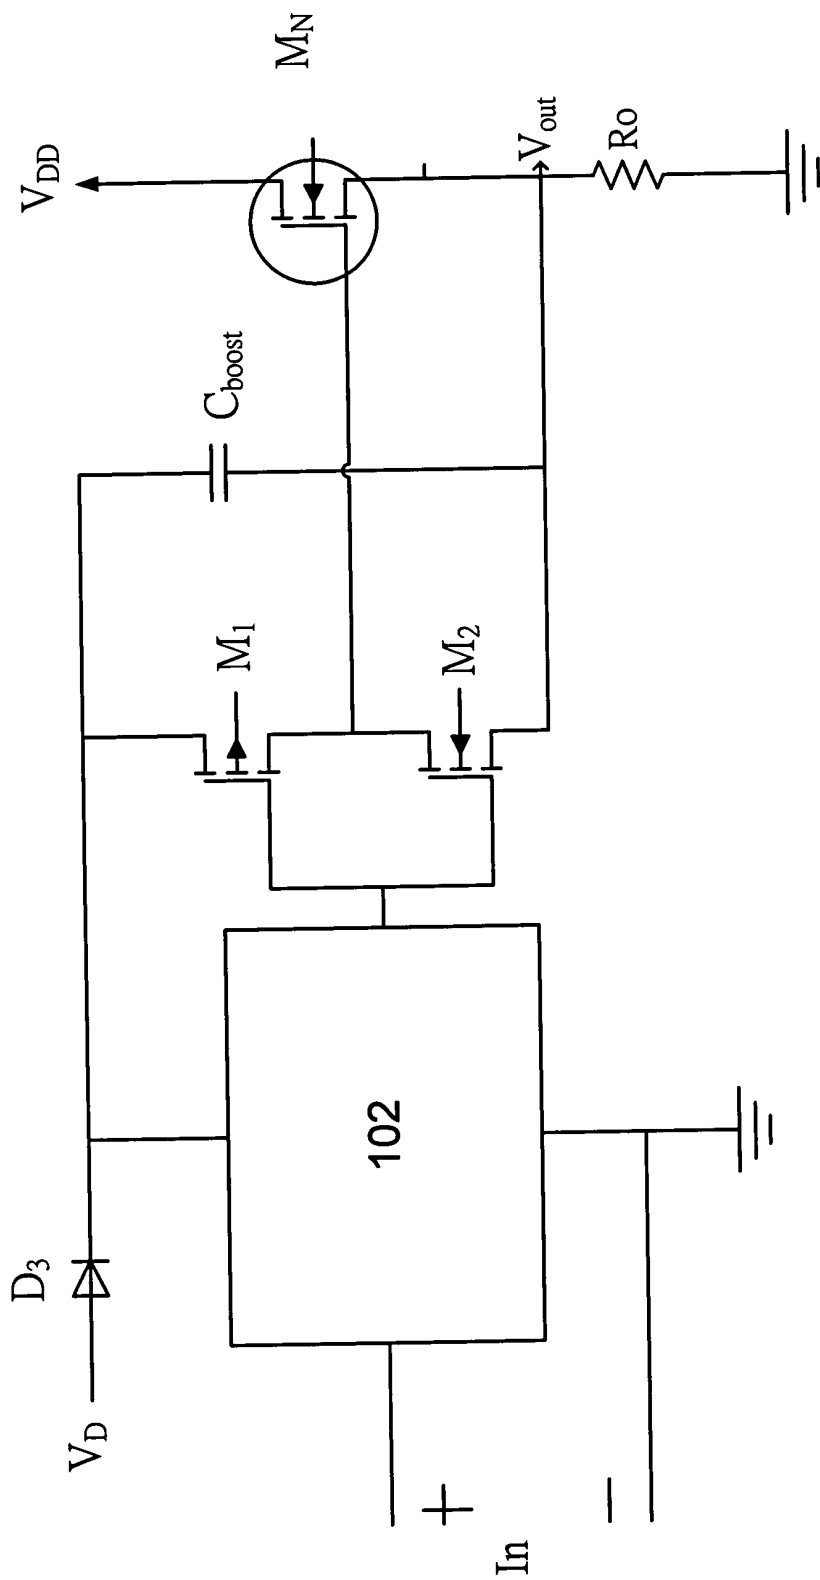 V_D
D_3
V_DD
C_boost
M_N
M_1
M_2
102
V_out
Ro
In
+
−